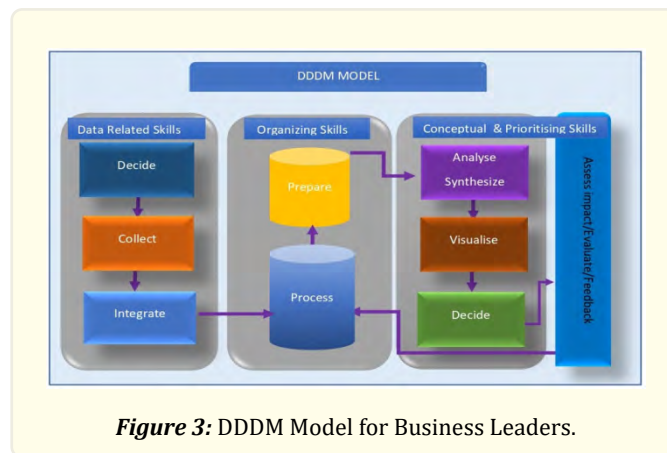 DDDM MODEL
Data Related Skills
Decide
Collect
Integrate
Organizing Skills
Prepare
Process
Conceptual & Prioritising Skills
Analyse
Synthesize
Visualise
Decide
Assess impact/Evaluate/Feedback
Figure 3: DDDM Model for Business Leaders.